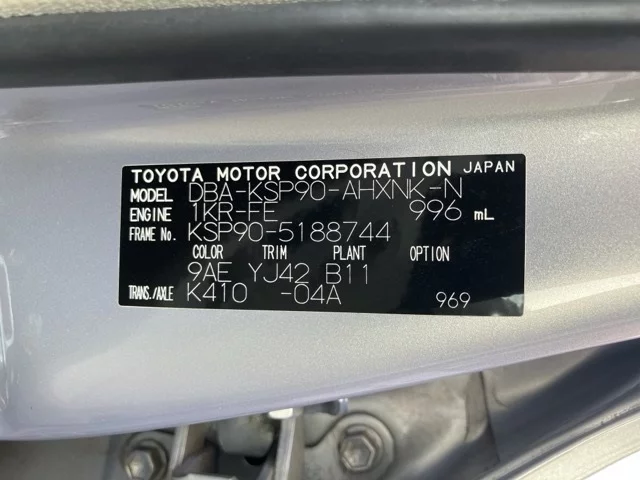 TOYOTA MOTOR CORPORATION JAPAN
MODEL DBA-KSP90-AHXNK-N
ENGINE 1KR-FE 996 mL
FRAME No. KSP90-5188744
COLOR TRIM PLANT OPTION
9AE YJ42 B11
TRANS./AXLE K410 -04A 969